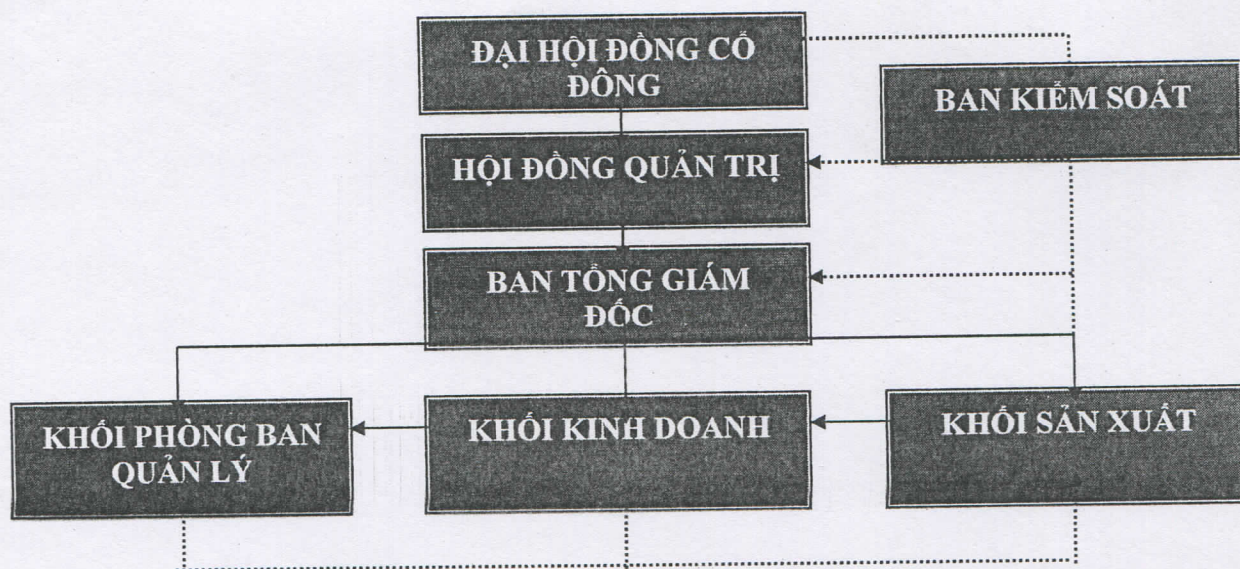 ĐẠI HỘI ĐỒNG CỔ
ĐÔNG
BAN KIỂM SOÁT
HỘI ĐỒNG QUẢN TRỊ
BAN TỔNG GIÁM
ĐỐC
KHỐI PHÒNG BAN
QUẢN LÝ
KHỐI KINH DOANH
KHỐI SẢN XUẤT